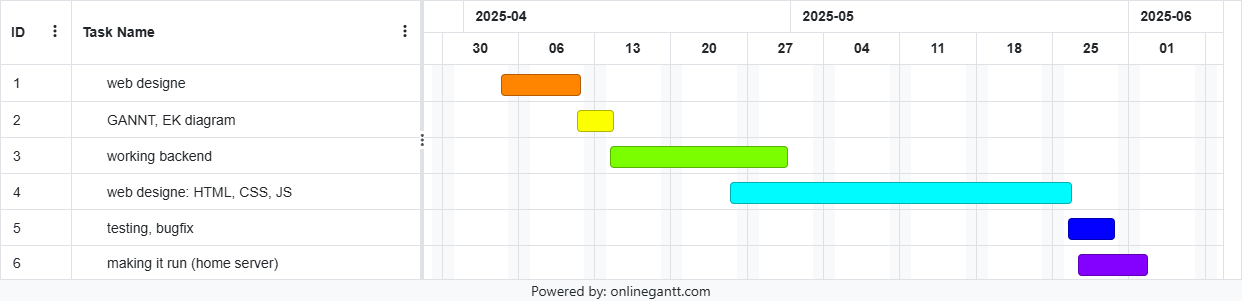 ID Task Name 2025-04 2025-05 2025-06
30 06 13 20 27 04 11 18 25 01
1 web designe
2 GANNT, EK diagram
3 working backend
4 web designe: HTML, CSS, JS
5 testing, bugfix
6 making it run (home server)
Powered by: onlinegantt.com